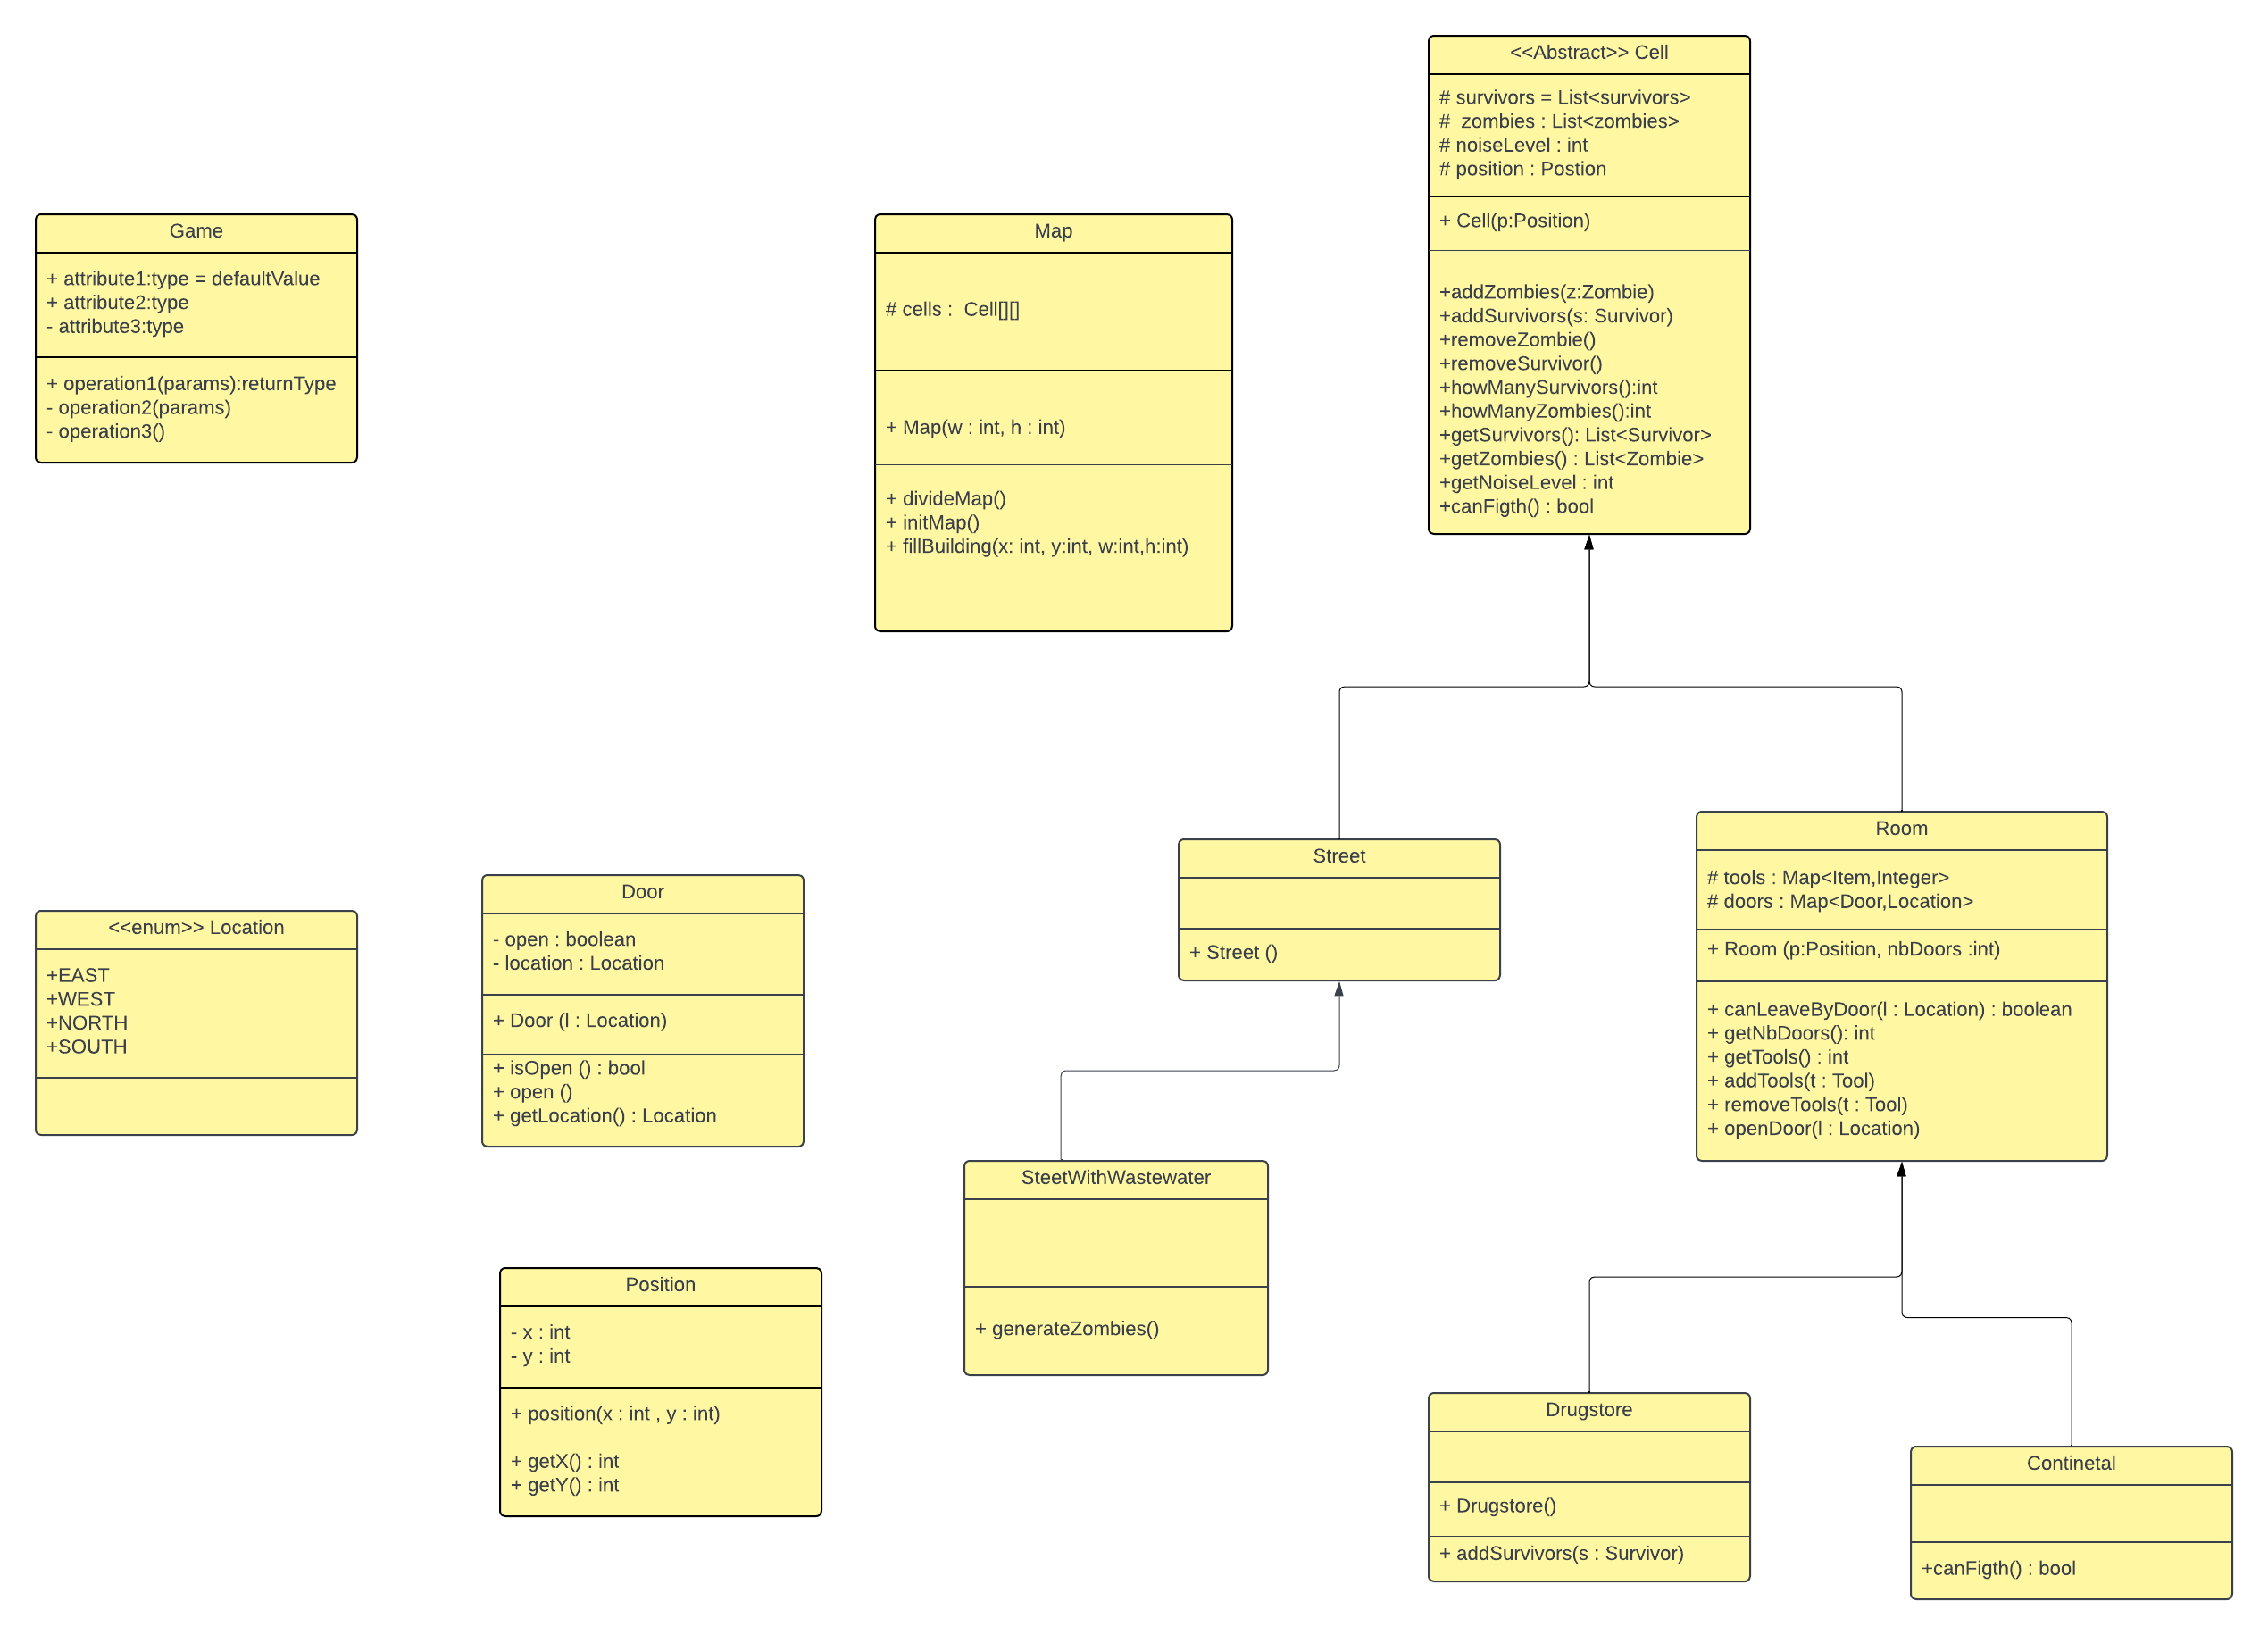 <<Abstract>> Cell
# survivors = List<survivors>
#  zombies : List<zombies>
# noiseLevel : int
# position : Postion
+ Cell(p:Position)
+addZombies(z:Zombie)
+addSurvivors(s: Survivor)
+removeZombie()
+removeSurvivor()
+howManySurvivors():int
+howManyZombies():int
+getSurvivors(): List<Survivor>
+getZombies() : List<Zombie>
+getNoiseLevel : int
+canFigth() : bool
Game
+ attribute1:type = defaultValue
+ attribute2:type
- attribute3:type
+ operation1(params):returnType
- operation2(params)
- operation3()
Map
# cells :  Cell[][]
+ Map(w : int, h : int)
+ divideMap()
+ initMap()
+ fillBuilding(x: int, y:int, w:int,h:int)
Room
# tools : Map<Item,Integer>
# doors : Map<Door,Location>
+ Room (p:Position, nbDoors :int)
+ canLeaveByDoor(l : Location) : boolean
+ getNbDoors(): int
+ getTools() : int
+ addTools(t : Tool)
+ removeTools(t : Tool)
+ openDoor(l : Location)
Street
+ Street ()
Door
- open : boolean
- location : Location
+ Door (l : Location)
+ isOpen () : bool
+ open ()
+ getLocation() : Location
<<enum>> Location
+EAST
+WEST
+NORTH
+SOUTH
SteetWithWastewater
+ generateZombies()
Position
- x : int
- y : int
+ position(x : int , y : int)
+ getX() : int
+ getY() : int
Drugstore
+ Drugstore()
+ addSurvivors(s : Survivor)
Continetal
+canFigth() : bool